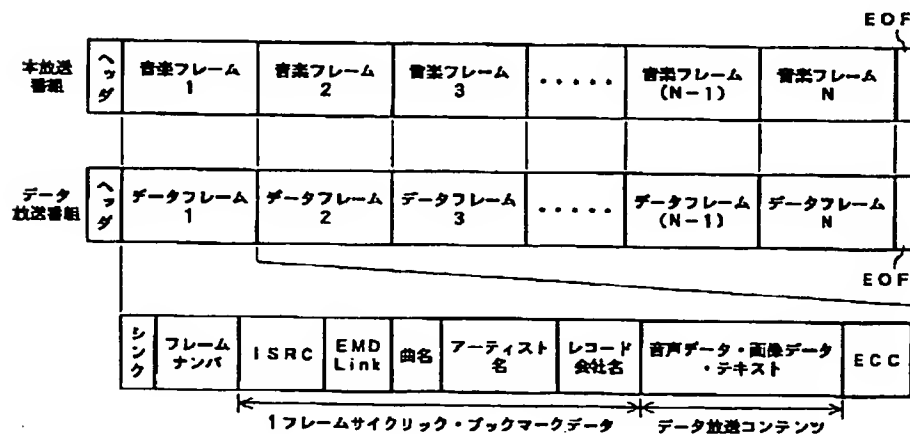 EOF
本放送
番組
ヘッダ
音楽フレーム
1
音楽フレーム
2
音楽フレーム
3
・・・・・
音楽フレーム
(N-1)
音楽フレーム
N
データ
放送番組
ヘッダ
データフレーム
1
データフレーム
2
データフレーム
3
・・・・・
データフレーム
(N-1)
データフレーム
N
EOF
シンク
フレーム
ナンバ
ISRC
EMD
Link
曲名
アーティスト
名
レコード
会社名
音声データ・画像データ
・テキスト
ECC
1フレームサイクリック・ブックマークデータ
データ放送コンテンツ